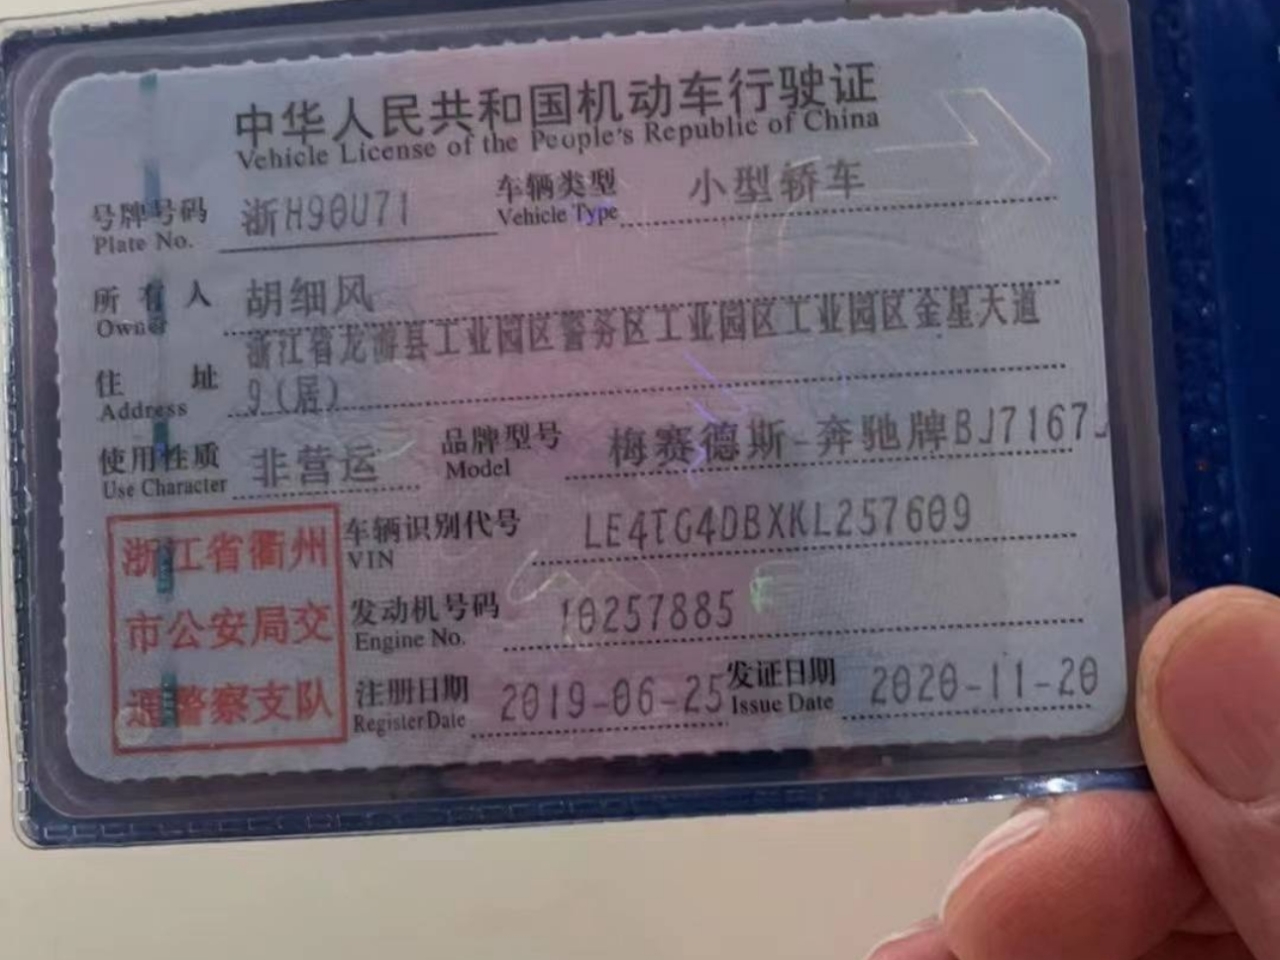 中华人民共和国机动车行驶证
Vehicle License of the People's Republic of China
号牌号码 浙H90U71 车辆类型 小型轿车
Plate No. Vehicle Type
所有人 胡细风
Owner
浙江省龙游县工业园区警务区工业园区工业园区金星大道
住址 9(居)
Address
使用性质 非营运 品牌型号 梅赛德斯-奔驰牌BJ7167J
Use Character Model
浙江省衢州 车辆识别代号 LE4TG4DBXKL257609
VIN
市公安局交 发动机号码 10257885
Engine No.
通警察支队 注册日期 2019-06-25 发证日期 2020-11-20
Register Date Issue Date